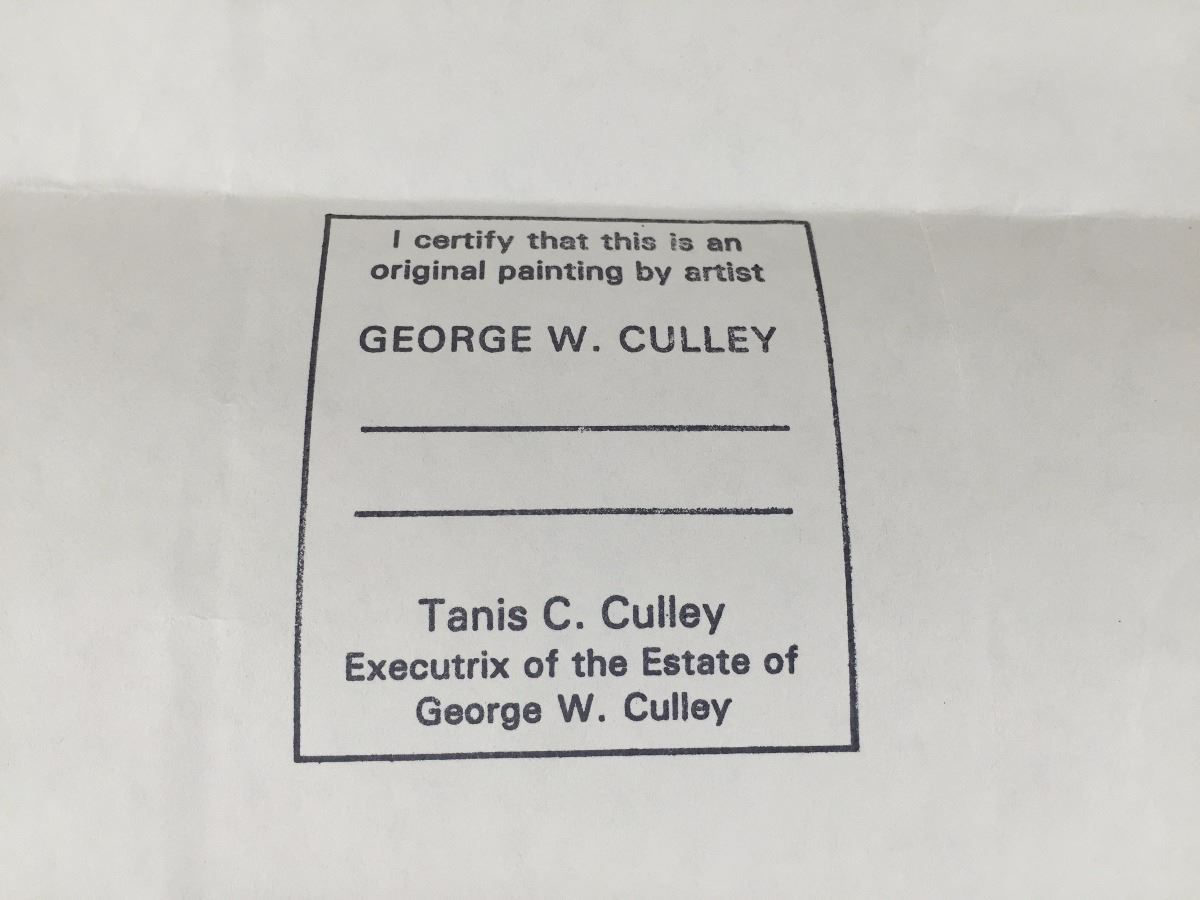 I certify that this is an
original painting by artist
GEORGE W. CULLEY
Tanis C. Culley
Executrix of the Estate of
George W. Culley